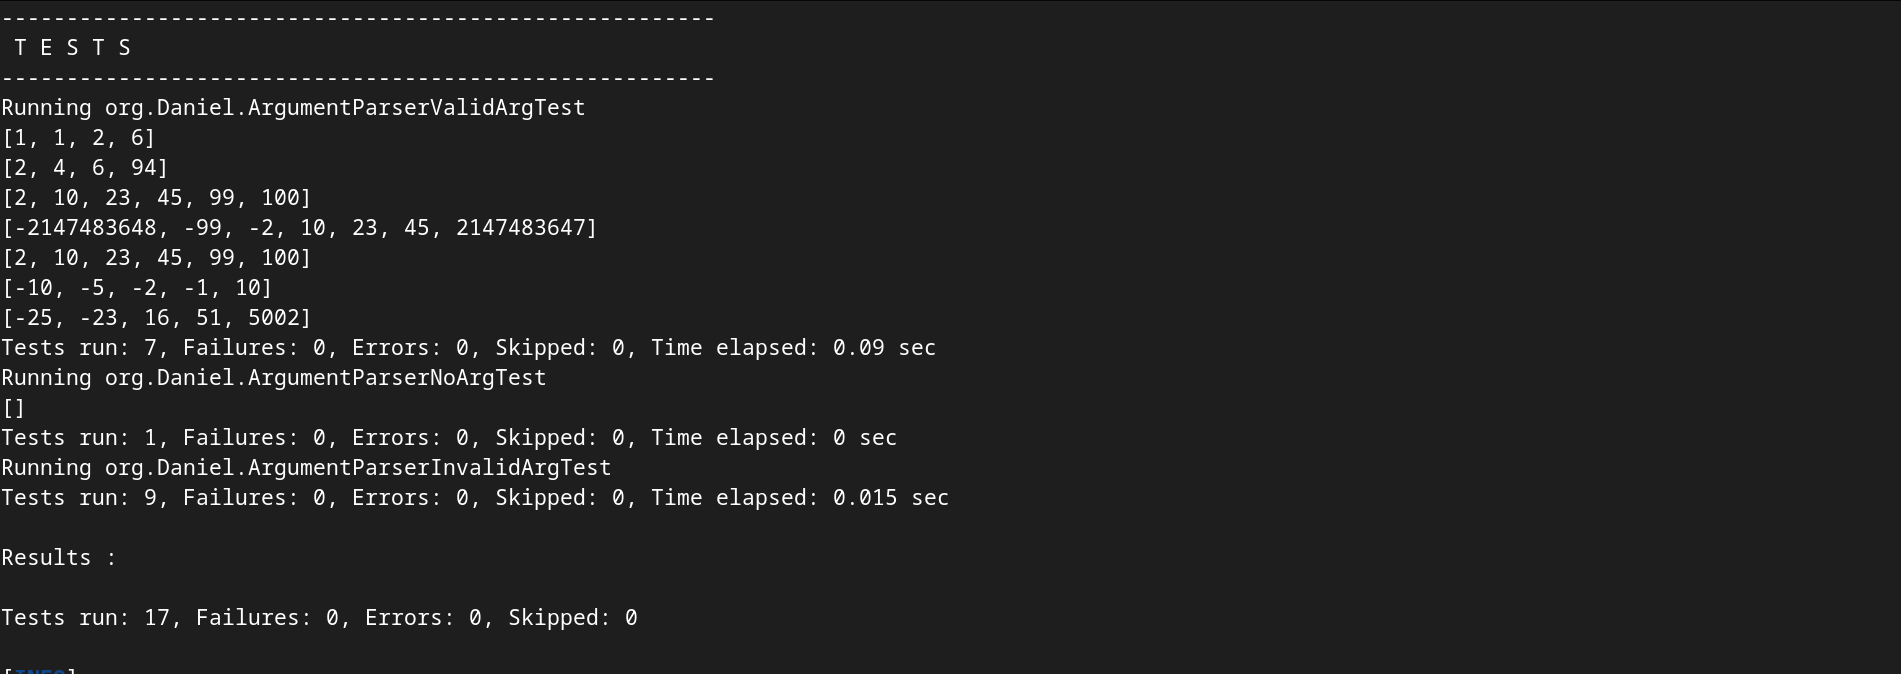 -------------------------------------------------------
 T E S T S
-------------------------------------------------------
Running org.Daniel.ArgumentParserValidArgTest
[1, 1, 2, 6]
[2, 4, 6, 94]
[2, 10, 23, 45, 99, 100]
[-2147483648, -99, -2, 10, 23, 45, 2147483647]
[2, 10, 23, 45, 99, 100]
[-10, -5, -2, -1, 10]
[-25, -23, 16, 51, 5002]
Tests run: 7, Failures: 0, Errors: 0, Skipped: 0, Time elapsed: 0.09 sec
Running org.Daniel.ArgumentParserNoArgTest
[]
Tests run: 1, Failures: 0, Errors: 0, Skipped: 0, Time elapsed: 0 sec
Running org.Daniel.ArgumentParserInvalidArgTest
Tests run: 9, Failures: 0, Errors: 0, Skipped: 0, Time elapsed: 0.015 sec

Results :

Tests run: 17, Failures: 0, Errors: 0, Skipped: 0

[INFO]